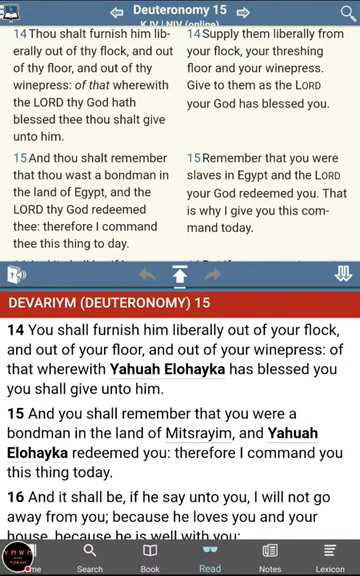 Deuteronomy 15
KJV | NIV (online)
14 Thou shalt furnish him lib-
erally out of thy flock, and out
of thy floor, and out of thy
winepress: of that wherewith
the LORD thy God hath
blessed thee thou shalt give
unto him.
15 And thou shalt remember
that thou wast a bondman in
the land of Egypt, and the
LORD thy God redeemed
thee: therefore I command
thee this thing to day.
14 Supply them liberally from
your flock, your threshing
floor and your winepress.
Give to them as the LORD
your God has blessed you.
15 Remember that you were
slaves in Egypt and the LORD
your God redeemed you. That
is why I give you this com-
mand today.
DEVARIYM (DEUTERONOMY) 15
14 You shall furnish him liberally out of your flock,
and out of your floor, and out of your winepress: of
that wherewith Yahuah Elohayka has blessed you
you shall give unto him.
15 And you shall remember that you were a
bondman in the land of Mitsrayim, and Yahuah
Elohayka redeemed you: therefore I command you
this thing today.
16 And it shall be, if he say unto you, I will not go
away from you; because he loves you and your
house, because he is well with you;
Search
Book
Read
Notes
Lexicon